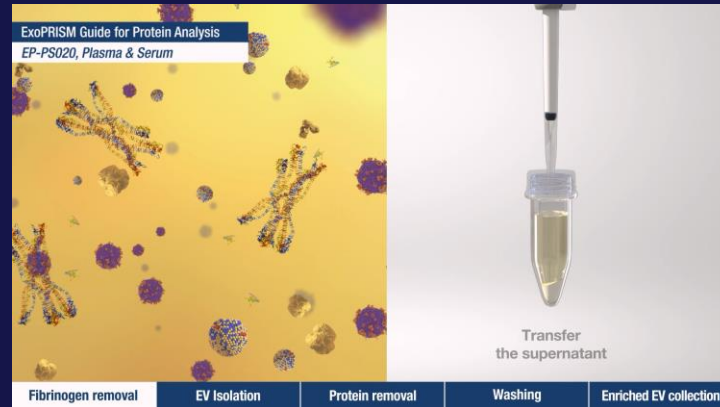 ExoPRISM Guide for Protein Analysis
EP-PS020, Plasma & Serum
Transfer
the supernatant
Fibrinogen removal
EV Isolation
Protein removal
Washing
Enriched EV collection